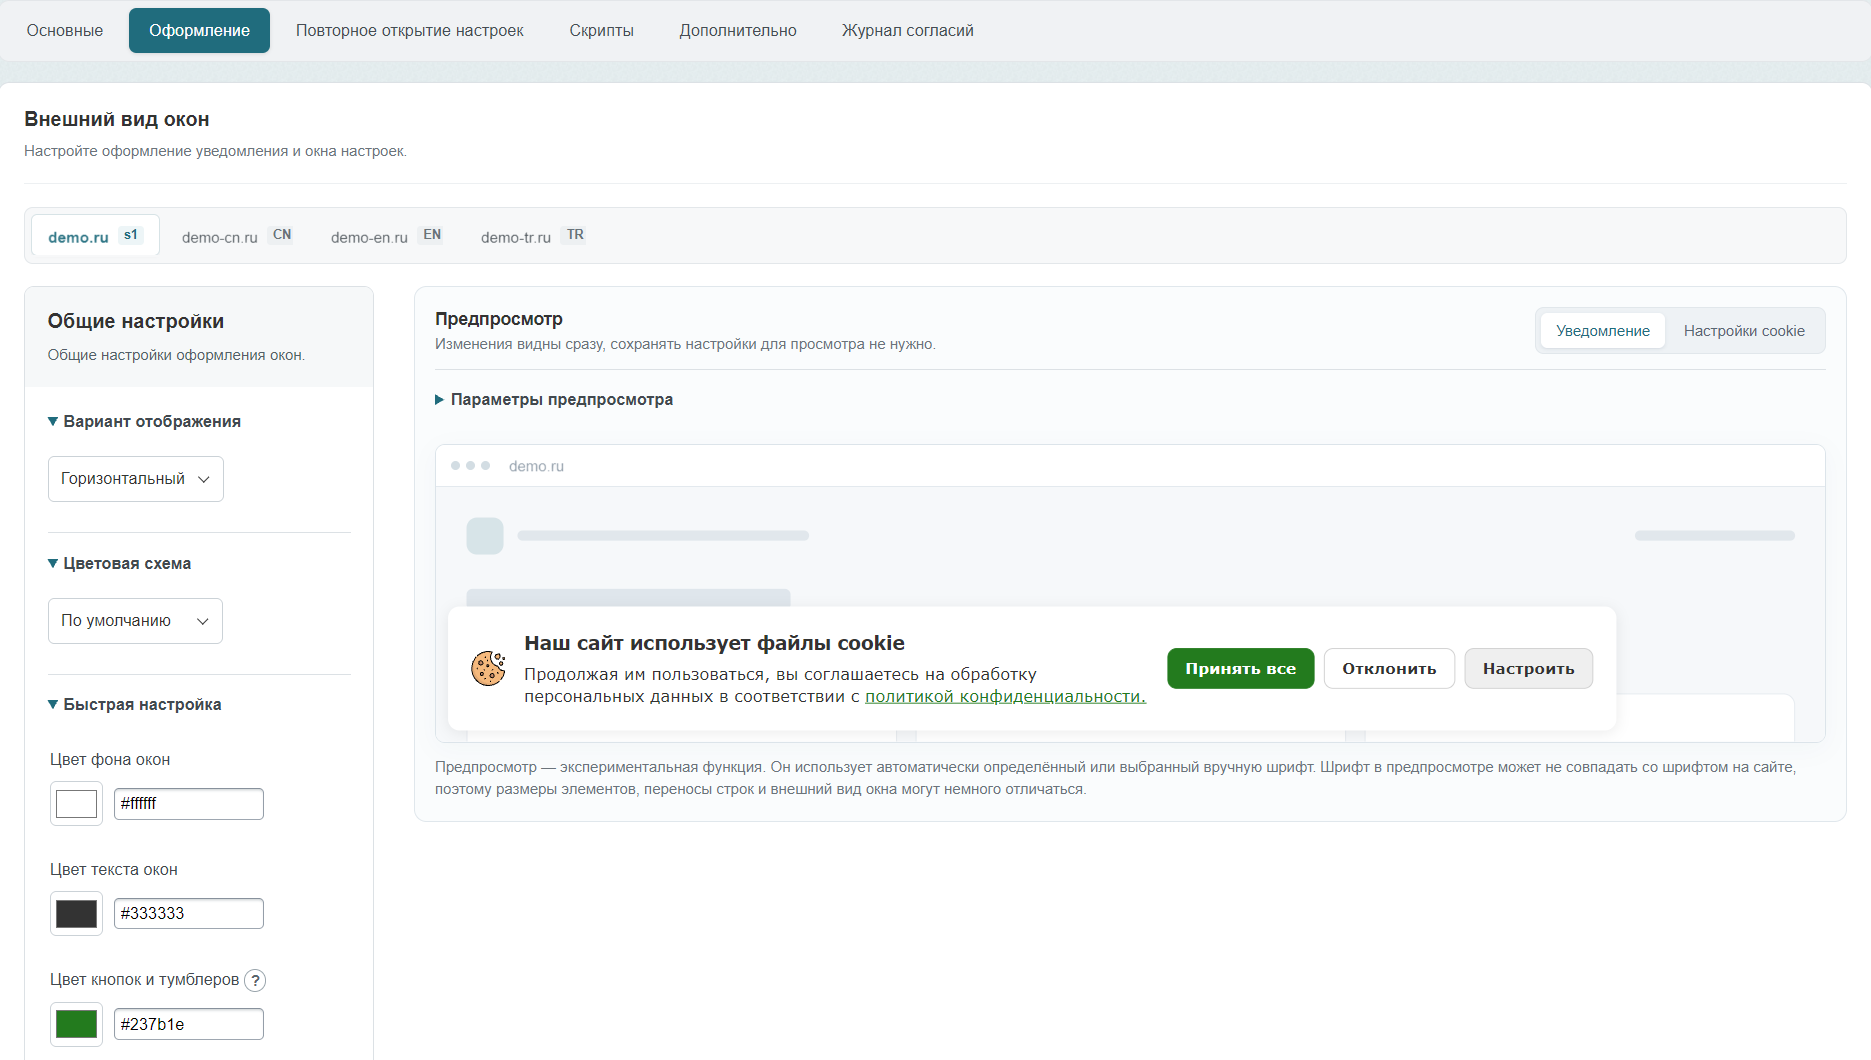 Основные
Оформление
Повторное открытие настроек
Скрипты
Дополнительно
Журнал согласий
Внешний вид окон
Настройте оформление уведомления и окна настроек.
demo.ru s1
demo-cn.ru CN
demo-en.ru EN
demo-tr.ru TR
Общие настройки
Общие настройки оформления окон.
Вариант отображения
Горизонтальный
Цветовая схема
По умолчанию
Быстрая настройка
Цвет фона окон
#ffffff
Цвет текста окон
#333333
Цвет кнопок и тумблеров ?
#237b1e
Предпросмотр
Изменения видны сразу, сохранять настройки для просмотра не нужно.
Уведомление
Настройки cookie
Параметры предпросмотра
demo.ru
Наш сайт использует файлы cookie
Продолжая им пользоваться, вы соглашаетесь на обработку
персональных данных в соответствии с политикой конфиденциальности.
Принять все
Отклонить
Настроить
Предпросмотр — экспериментальная функция. Он использует автоматически определённый или выбранный вручную шрифт. Шрифт в предпросмотре может не совпадать со шрифтом на сайте,
поэтому размеры элементов, переносы строк и внешний вид окна могут немного отличаться.